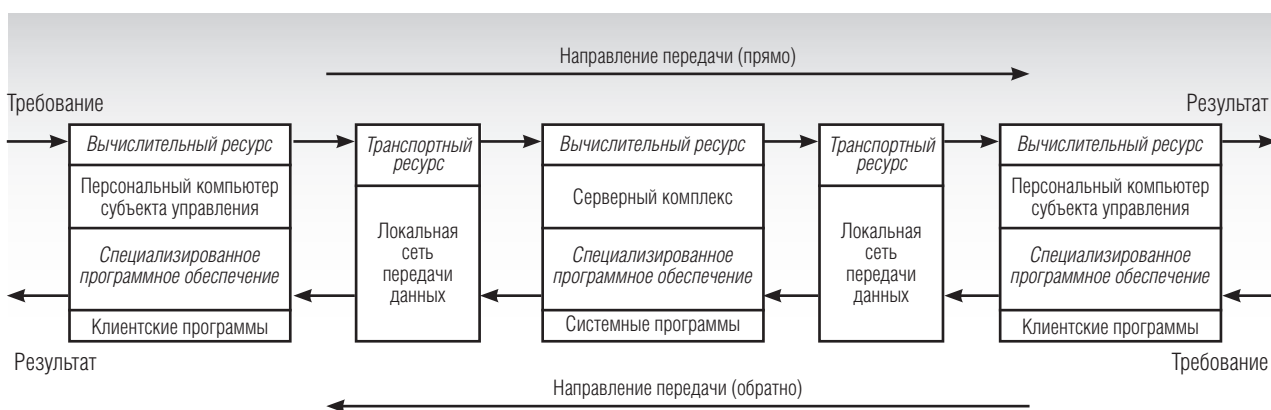 Направление передачи (прямо)
Требование
Результат
Вычислительный ресурс
Персональный компьютер
субъекта управления
Специализированное
программное обеспечение
Клиентские программы
Транспортный
ресурс
Локальная
сеть
передачи
данных
Вычислительный ресурс
Серверный комплекс
Специализированное
программное обеспечение
Системные программы
Транспортный
ресурс
Локальная
сеть
передачи
данных
Вычислительный ресурс
Персональный компьютер
субъекта управления
Специализированное
программное обеспечение
Клиентские программы
Результат
Требование
Направление передачи (обратно)